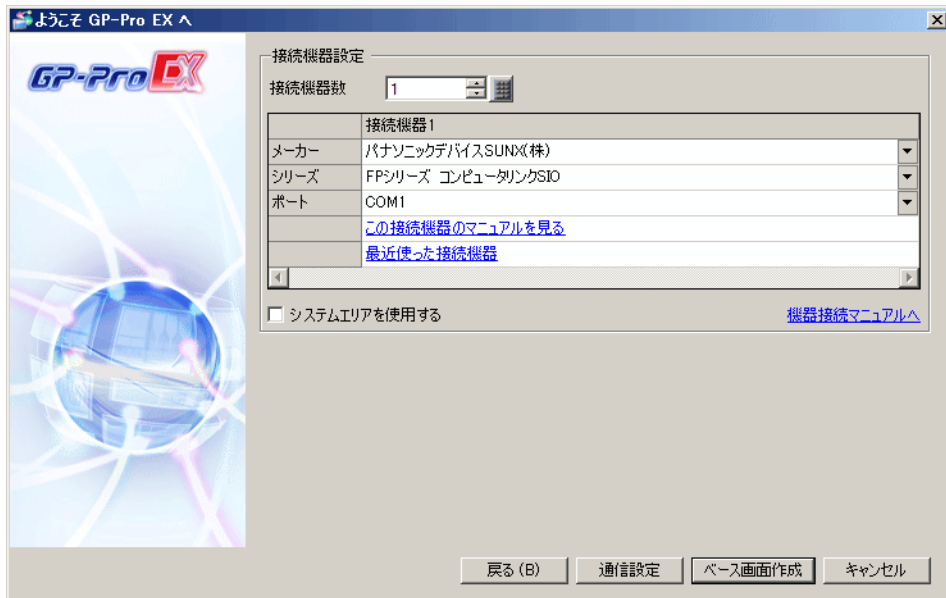 ようこそ GP-Pro EX へ
GP-Pro EX
接続機器設定
接続機器数 1
接続機器1
メーカー パナソニックデバイスSUNX(株)
シリーズ FPシリーズ コンピュータリンクSIO
ポート COM1
この接続機器のマニュアルを見る
最近使った接続機器
システムエリアを使用する 機器接続マニュアルへ
戻る(B) 通信設定 ベース画面作成 キャンセル